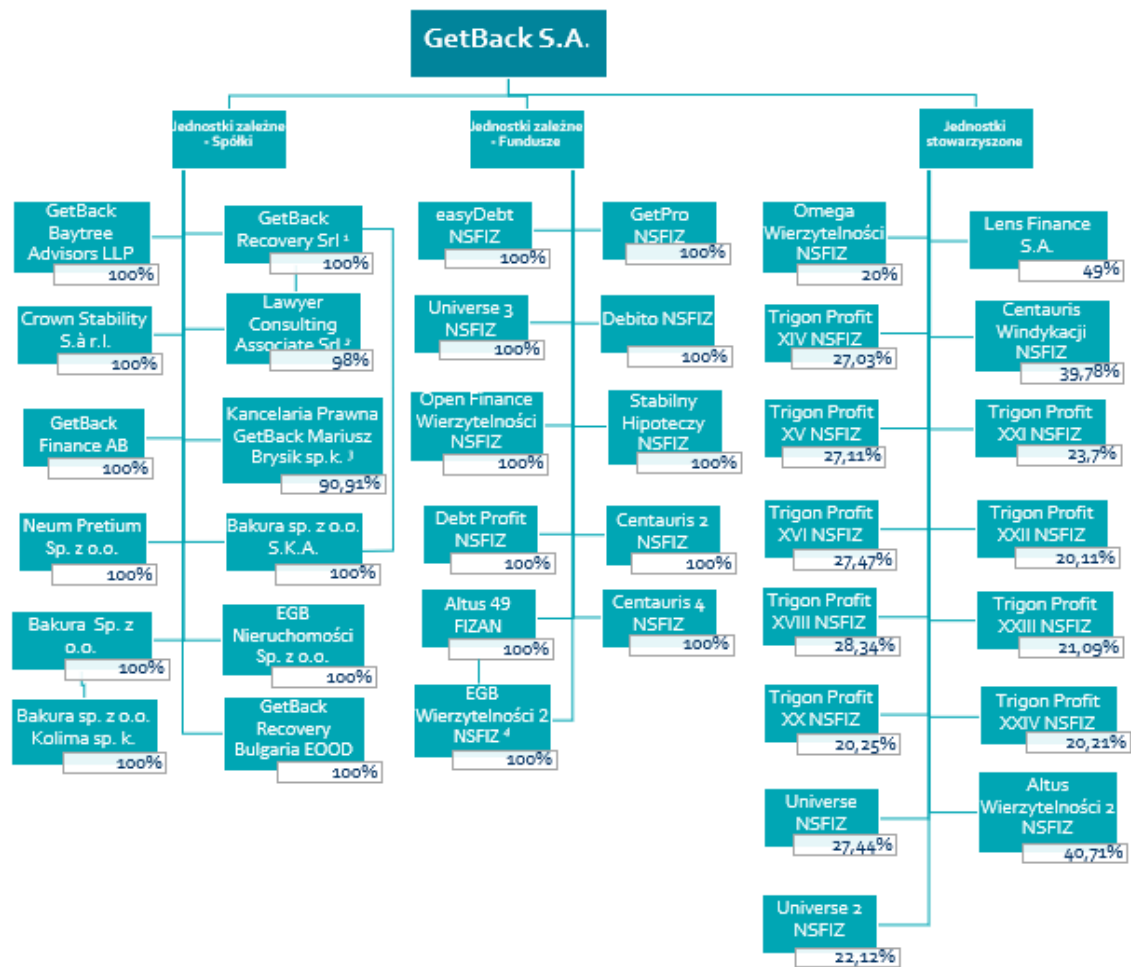 GetBack S.A.
Jednostki zależne
- Spółki
Jednostki zależne
- Fundusze
Jednostki
stowarzyszone
GetBack
Baytree
Advisors LLP
100%
GetBack
Recovery Srl ¹
100%
Crown Stability
S.à r.l.
100%
Lawyer
Consulting
Associate Srl ²
98%
GetBack
Finance AB
100%
Kancelaria Prawna
GetBack Mariusz
Brysik sp.k. ³
90,91%
Neum Pretium
Sp. z o.o.
100%
Bakura sp. z o.o.
S.K.A.
100%
Bakura Sp. z
o.o.
100%
EGB
Nieruchomości
Sp. z o.o.
100%
Bakura sp. z o.o.
Kolima sp. k.
100%
GetBack
Recovery
Bulgaria EOOD
100%
easyDebt
NSFIZ
100%
GetPro
NSFIZ
100%
Universe 3
NSFIZ
100%
Debito NSFIZ
100%
Open Finance
Wierzytelności
NSFIZ
100%
Stabilny
Hipoteczy
NSFIZ
100%
Debt Profit
NSFIZ
100%
Centauris 2
NSFIZ
100%
Altus 49
FIZAN
100%
Centauris 4
NSFIZ
100%
EGB
Wierzytelności 2
NSFIZ ⁴
100%
Omega
Wierzytelności
NSFIZ
20%
Lens Finance
S.A.
49%
Trigon Profit
XIV NSFIZ
27,03%
Centauris
Windykacji
NSFIZ
39,78%
Trigon Profit
XV NSFIZ
27,11%
Trigon Profit
XXI NSFIZ
23,7%
Trigon Profit
XVI NSFIZ
27,47%
Trigon Profit
XXII NSFIZ
20,11%
Trigon Profit
XVIII NSFIZ
28,34%
Trigon Profit
XXIII NSFIZ
21,09%
Trigon Profit
XX NSFIZ
20,25%
Trigon Profit
XXIV NSFIZ
20,21%
Universe
NSFIZ
27,44%
Altus
Wierzytelności 2
NSFIZ
40,71%
Universe 2
NSFIZ
22,12%